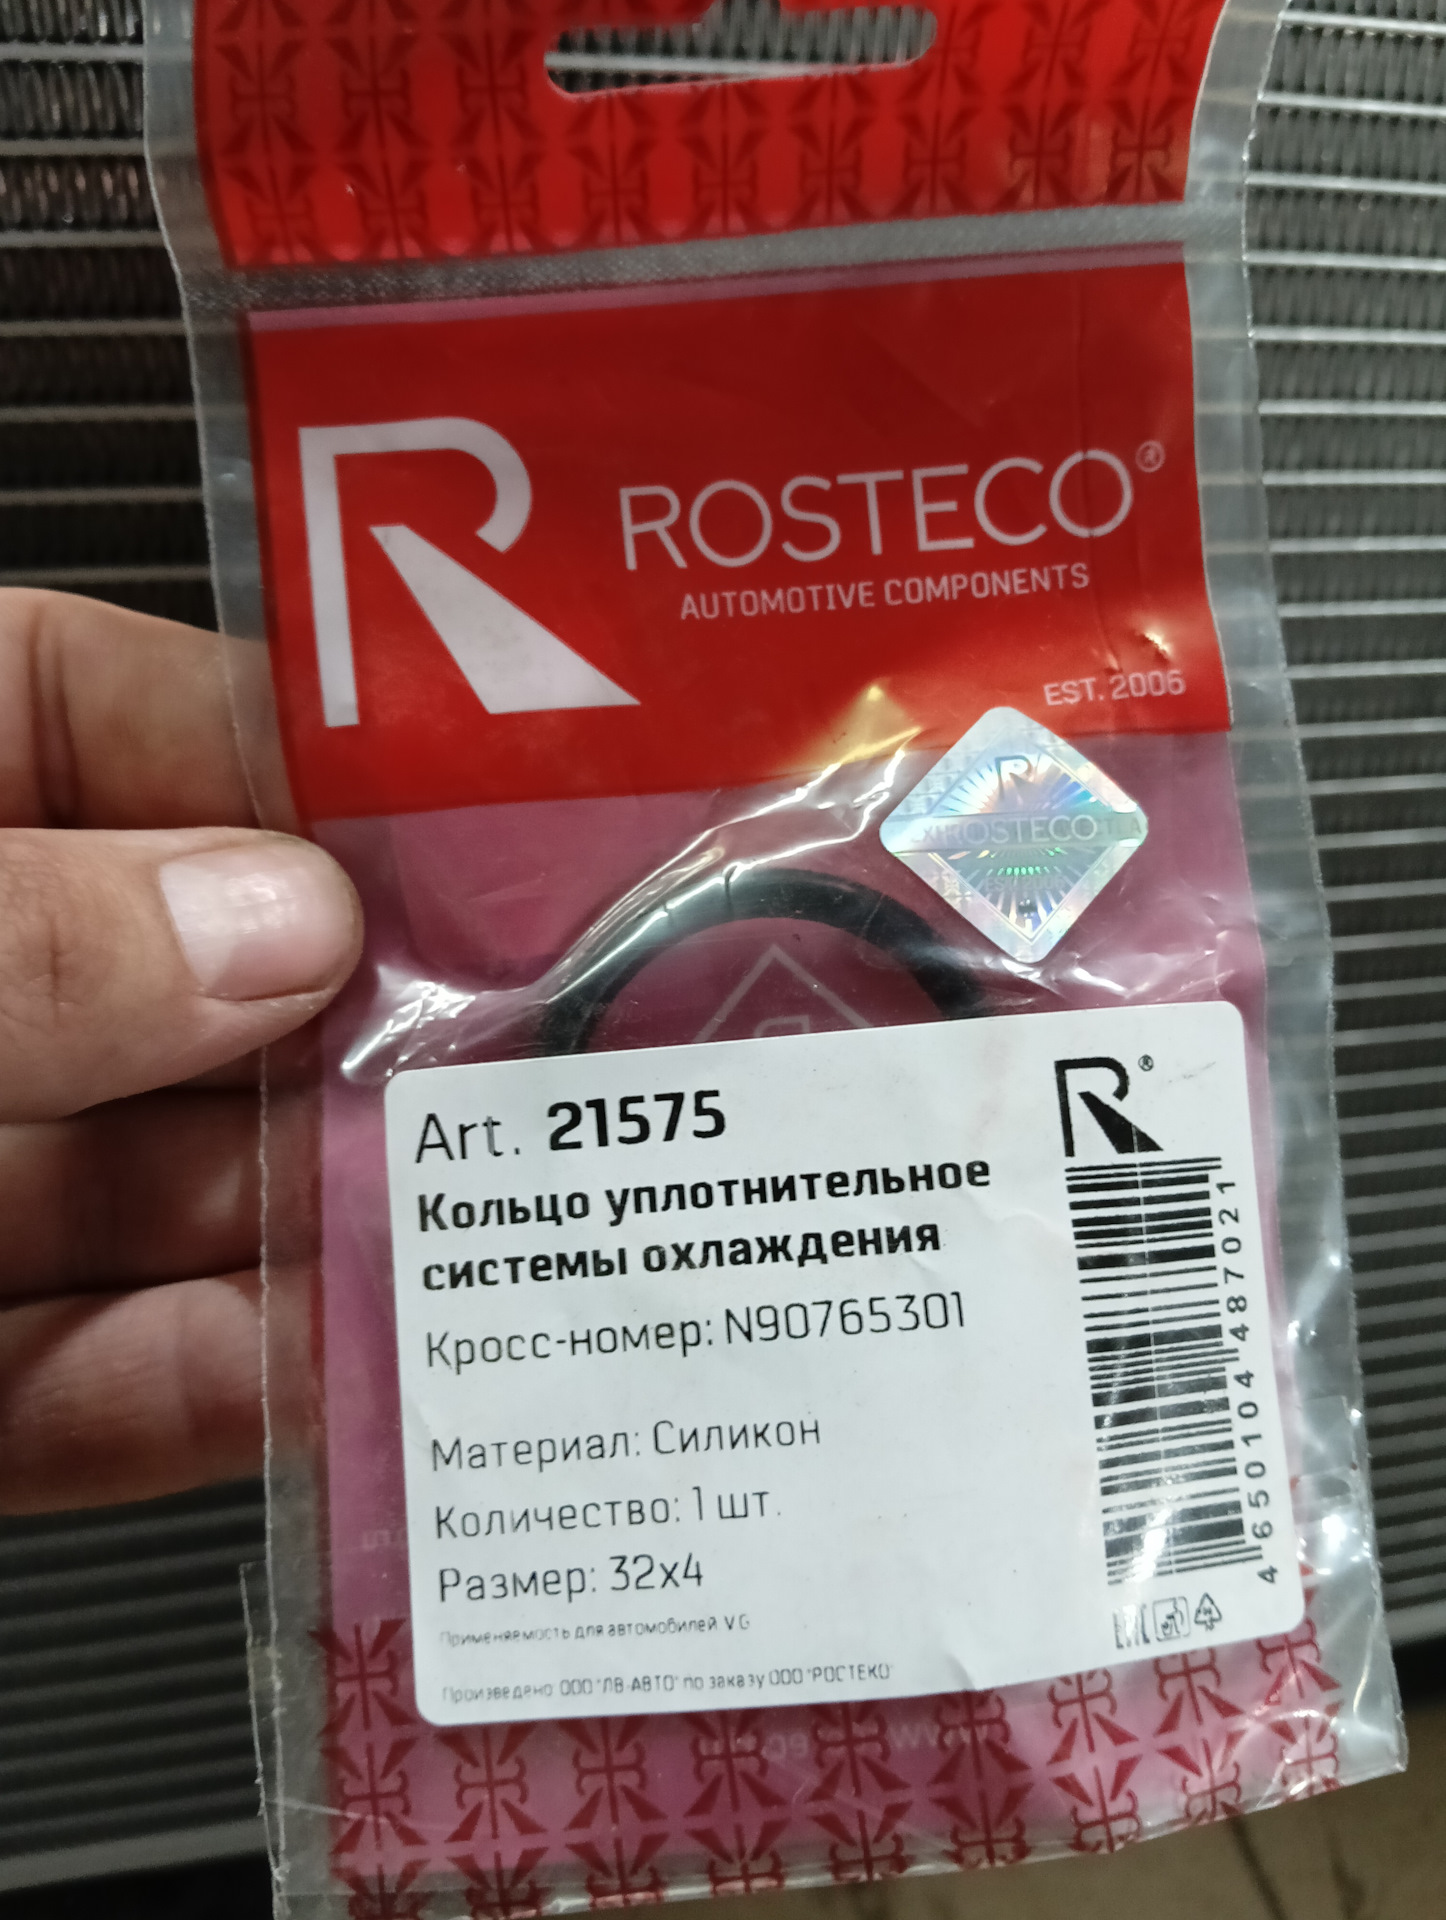 ROSTECO®
AUTOMOTIVE COMPONENTS
EST. 2006
ROSTECO
Art. 21575
Кольцо уплотнительное
системы охлаждения
Кросс-номер: N90765301
Материал: Силикон
Количество: 1 шт.
Размер: 32x4
Применяемость для автомобилей: V G
Произведено: ООО "ЛВ-АВТО" по заказу ООО "РОСТЕКО"
R®
4650104487021
EAC